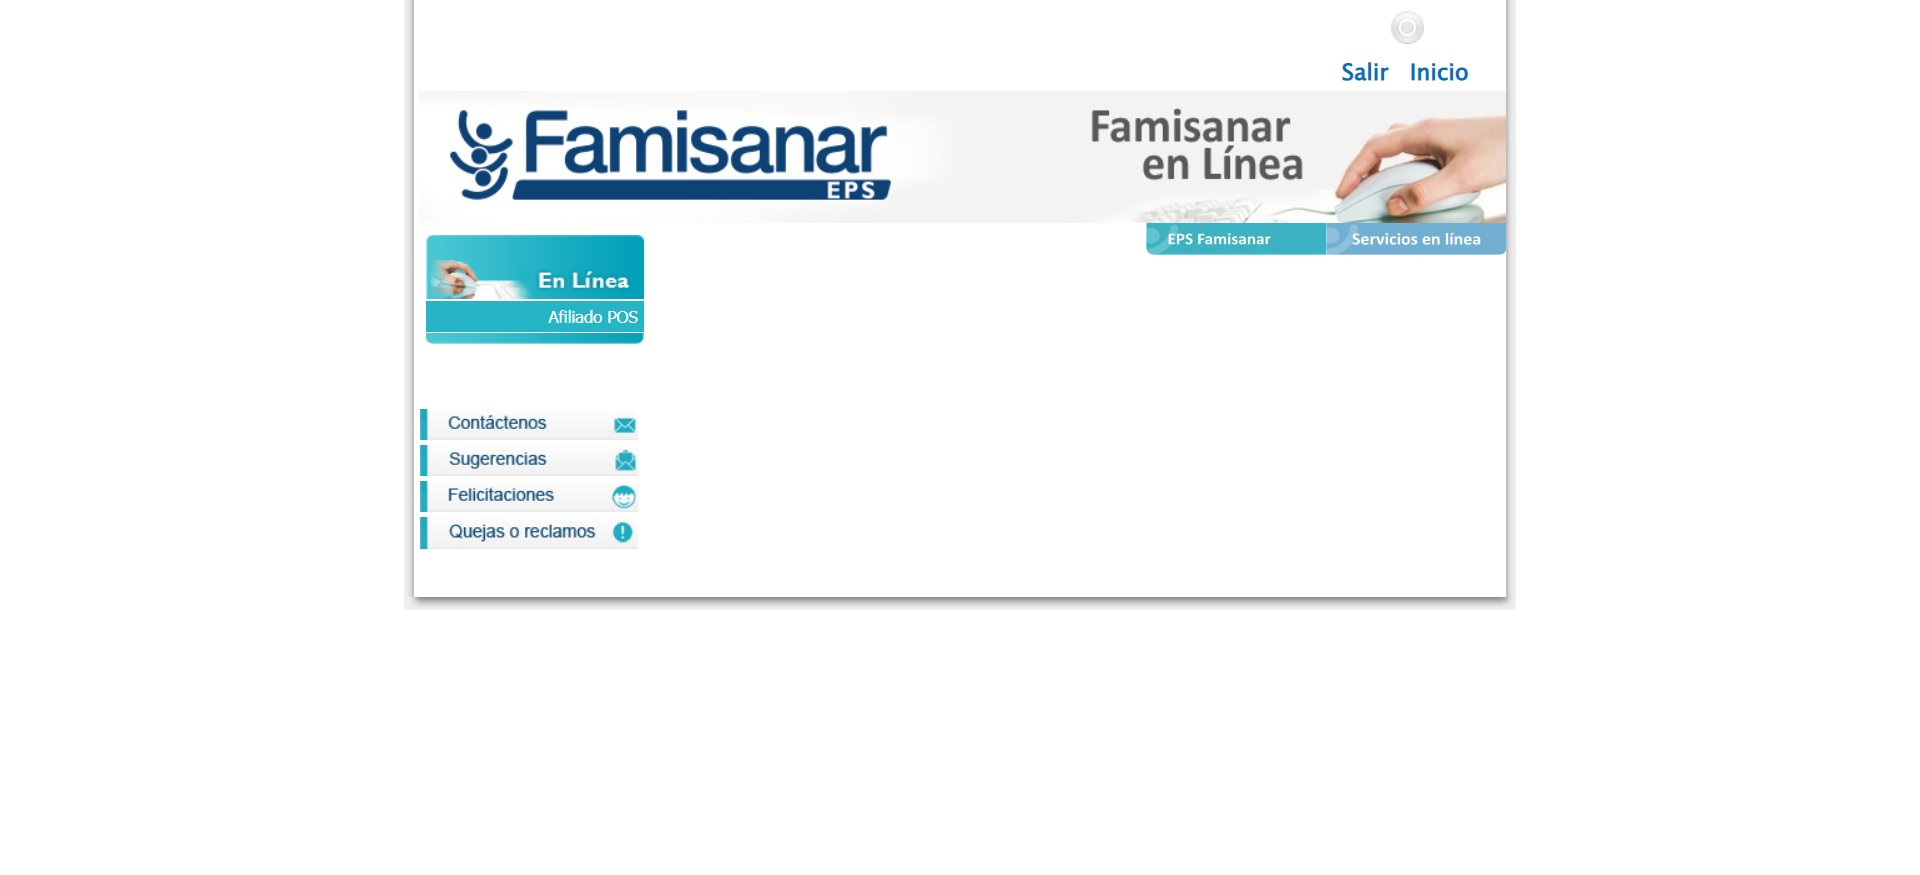 Salir Inicio
Famisanar
EPS
Famisanar
en Línea
EPS Famisanar
Servicios en línea
En Línea
Afiliado POS
Contáctenos
Sugerencias
Felicitaciones
Quejas o reclamos